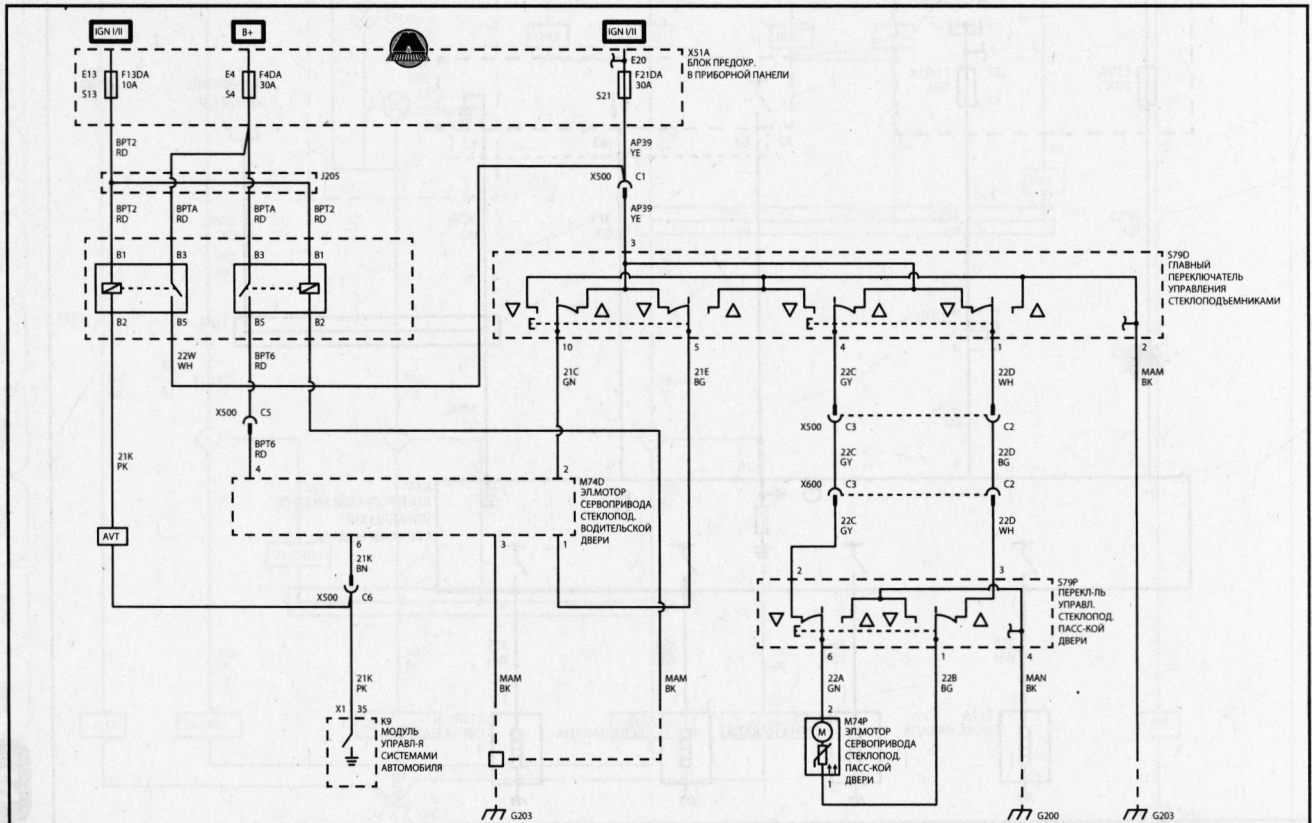 IGN I/II
B+
IGN I/II
X51A
БЛОК ПРЕДОХР.
В ПРИБОРНОЙ ПАНЕЛИ
E13
F13DA
10A
S13
E4
F4DA
30A
S4
E20
F21DA
30A
S21
BPT2
RD
AP39
YE
J205
X500
C1
BPT2
RD
BPTA
RD
BPTA
RD
BPT2
RD
AP39
YE
3
S79D
ГЛАВНЫЙ
ПЕРЕКЛЮЧАТЕЛЬ
УПРАВЛЕНИЯ
СТЕКЛОПОДЪЕМНИКАМИ
B1
B3
B3
B1
B2
B5
B5
B2
10
5
4
1
2
22W
WH
BPT6
RD
21C
GN
21E
BG
22C
GY
22D
WH
MAM
BK
X500
C5
X500
C3
C2
BPT6
RD
22C
GY
22D
BG
21K
PK
4
2
X600
C3
C2
M74D
ЭЛ.МОТОР
СЕРВОПРИВОДА
СТЕКЛОПОД.
ВОДИТЕЛЬСКОЙ
ДВЕРИ
22C
GY
22D
WH
AVT
6
3
1
21K
BN
X500
C6
2
3
S79P
ПЕРЕКЛ-ЛЬ
УПРАВЛ.
СТЕКЛОПОД.
ПАСС-КОЙ
ДВЕРИ
6
1
4
21K
PK
MAM
BK
MAM
BK
22A
GN
22B
BG
MAN
BK
X1
35
K9
МОДУЛЬ
УПРАВЛ-Я
СИСТЕМАМИ
АВТОМОБИЛЯ
2
M
M74P
ЭЛ.МОТОР
СЕРВОПРИВОДА
СТЕКЛОПОД.
ПАСС-КОЙ
ДВЕРИ
1
G203
G200
G203